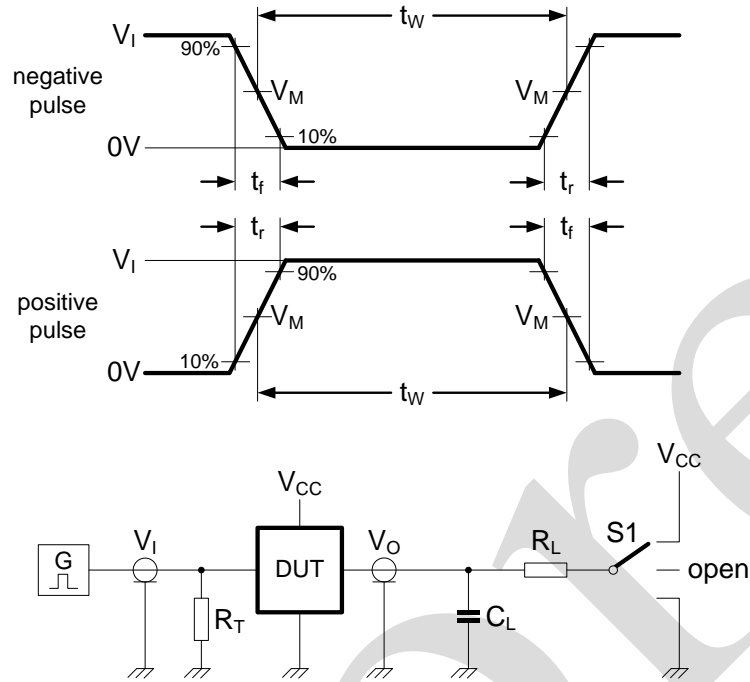 t_W
V_I
90%
negative pulse
V_M
V_M
0V
10%
t_f
t_r
t_r
t_f
V_I
90%
positive pulse
V_M
V_M
10%
0V
t_W
V_CC
V_CC
G
V_I
DUT
V_O
R_L
S1
open
R_T
C_L